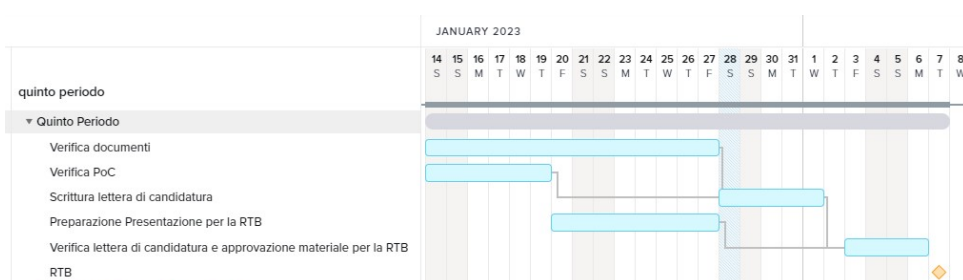 JANUARY 2023
14 15 16 17 18 19 20 21 22 23 24 25 26 27 28 29 30 31 1 2 3 4 5 6 7 8
S S M T W T F S S M T W T F S S M T W T F S S M T W
quinto periodo
Quinto Periodo
Verifica documenti
Verifica PoC
Scrittura lettera di candidatura
Preparazione Presentazione per la RTB
Verifica lettera di candidatura e approvazione materiale per la RTB
RTB